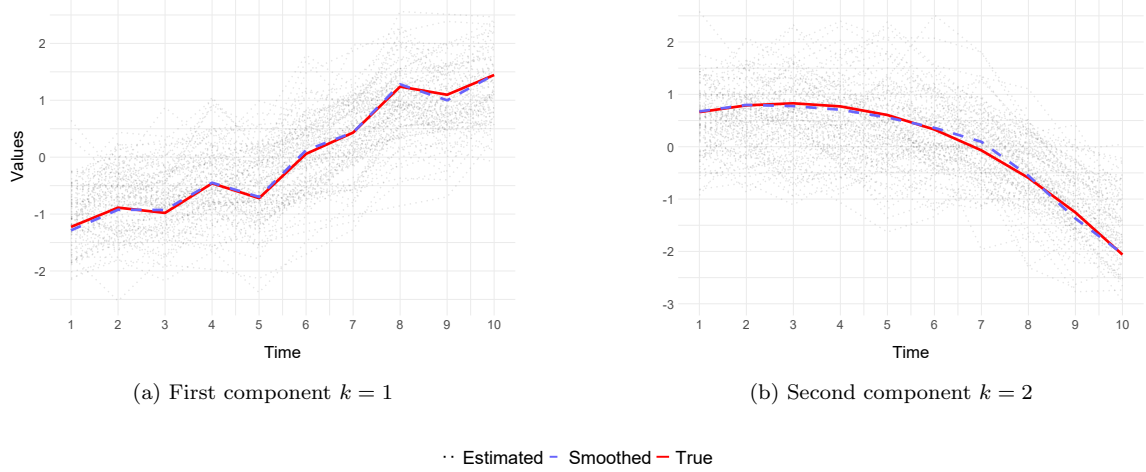 2
1
0
-1
-2
Values
1 2 3 4 5 6 7 8 9 10
Time
(a) First component k = 1
2
1
0
-1
-2
-3
1 2 3 4 5 6 7 8 9 10
Time
(b) Second component k = 2
Estimated Smoothed True